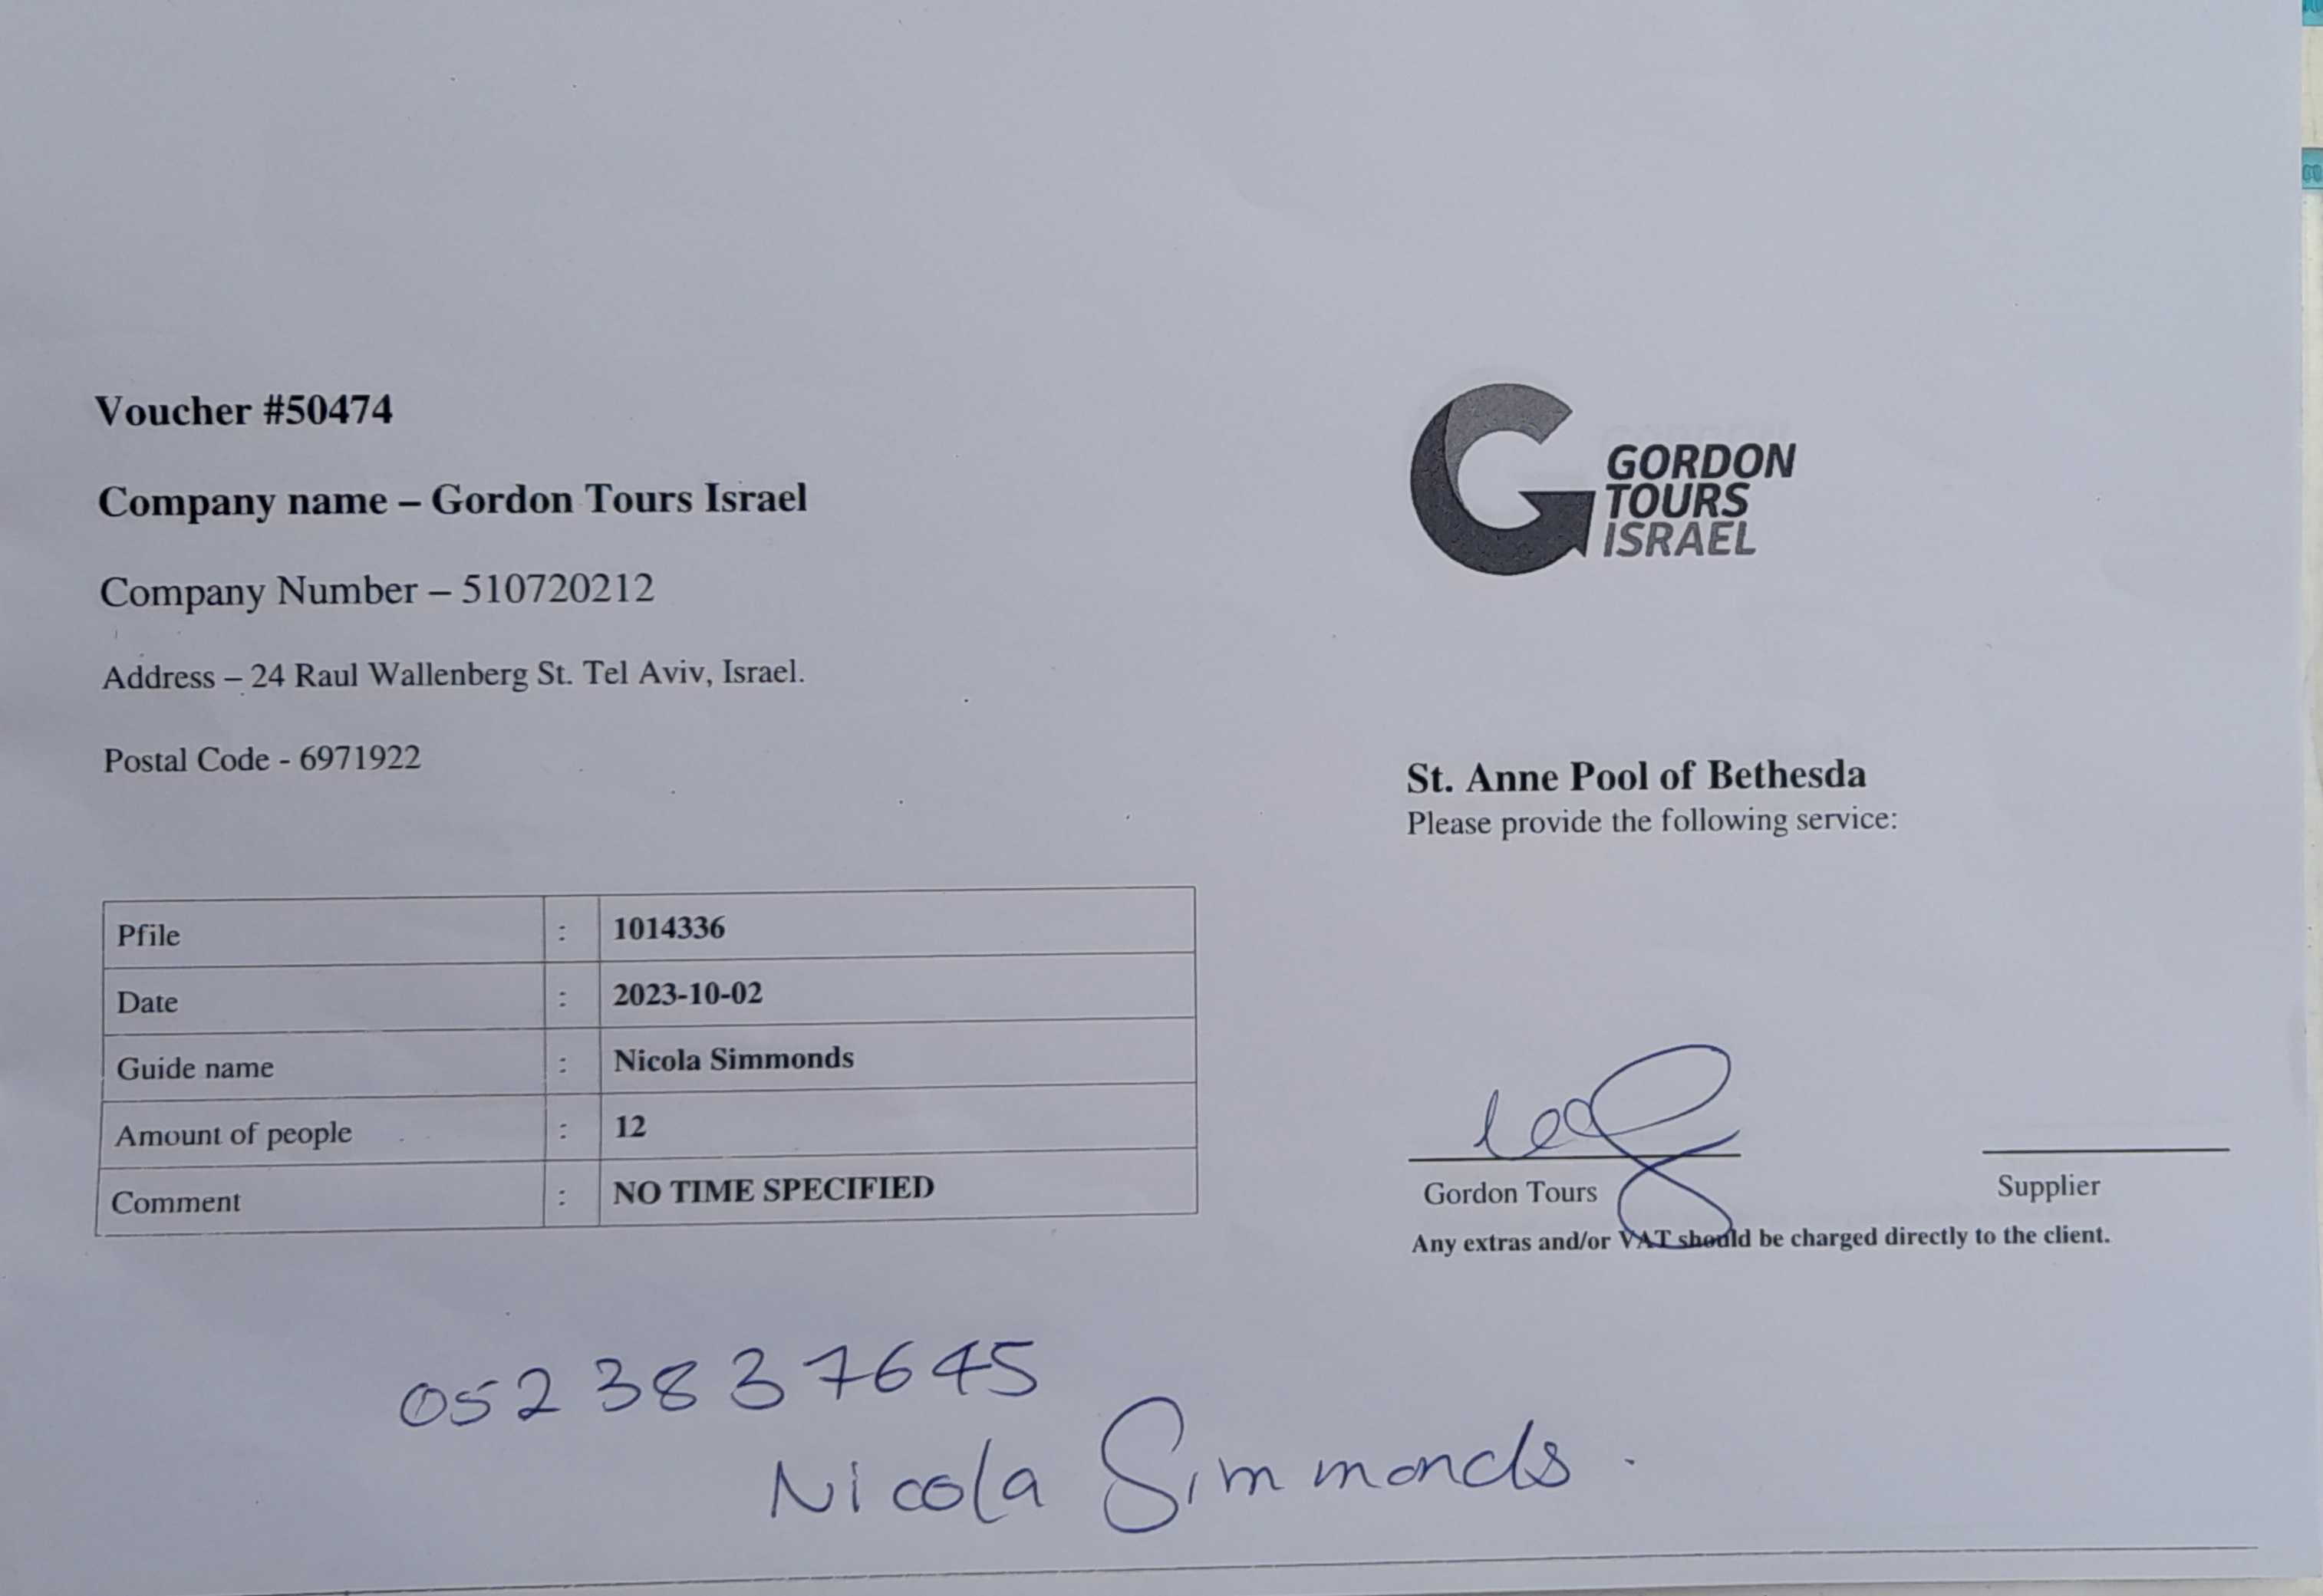 Voucher #50474
Company name – Gordon Tours Israel
Company Number – 510720212
Address – 24 Raul Wallenberg St. Tel Aviv, Israel.
Postal Code - 6971922
GORDON
TOURS
ISRAEL
St. Anne Pool of Bethesda
Please provide the following service:
Pfile : 1014336
Date : 2023-10-02
Guide name : Nicola Simmonds
Amount of people : 12
Comment : NO TIME SPECIFIED
Gordon Tours
Supplier
Any extras and/or VAT should be charged directly to the client.
052 3837645
Nicola Simmonds.